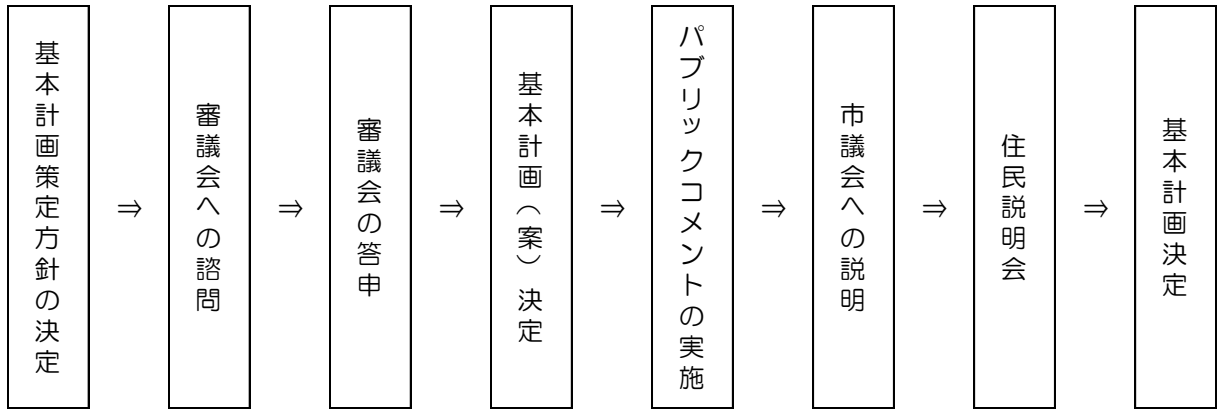 基本計画策定方針の決定
⇒
審議会への諮問
⇒
審議会の答申
⇒
基本計画（案）決定
⇒
パブリックコメントの実施
⇒
市議会への説明
⇒
住民説明会
⇒
基本計画決定